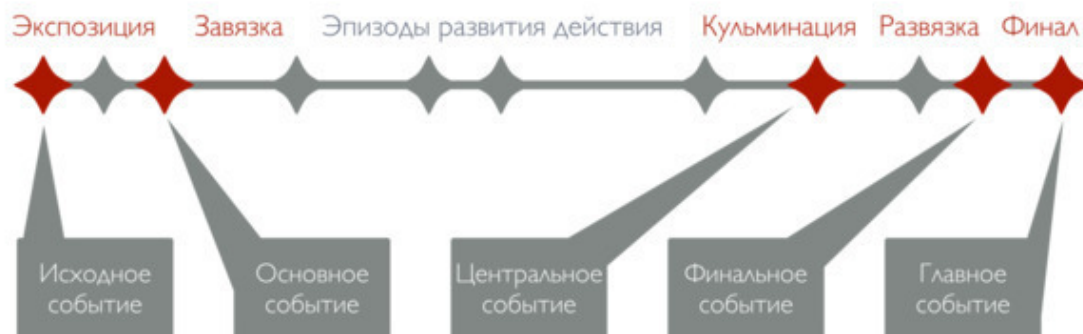 Экспозиция Завязка Эпизоды развития действия Кульминация Развязка Финал
Исходное событие
Основное событие
Центральное событие
Финальное событие
Главное событие